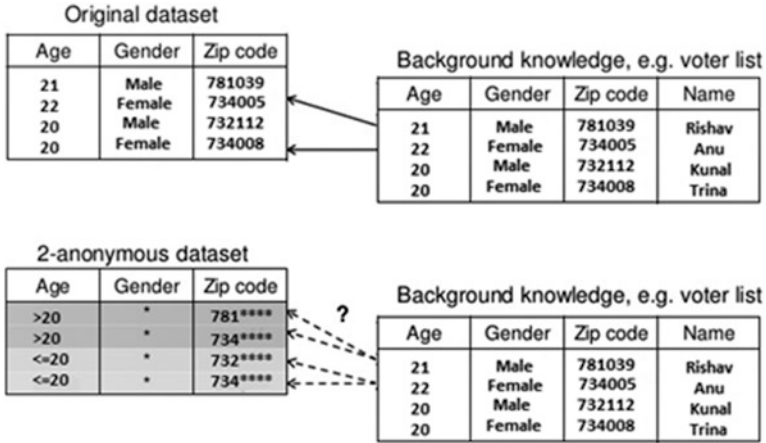 Original dataset
Age Gender Zip code
21 Male 781039
22 Female 734005
20 Male 732112
20 Female 734008
Background knowledge, e.g. voter list
Age Gender Zip code Name
21 Male 781039 Rishav
22 Female 734005 Anu
20 Male 732112 Kunal
20 Female 734008 Trina
2-anonymous dataset
Age Gender Zip code
>20 * 781****
>20 * 734****
<=20 * 732****
<=20 * 734****
?
Background knowledge, e.g. voter list
Age Gender Zip code Name
21 Male 781039 Rishav
22 Female 734005 Anu
20 Male 732112 Kunal
20 Female 734008 Trina